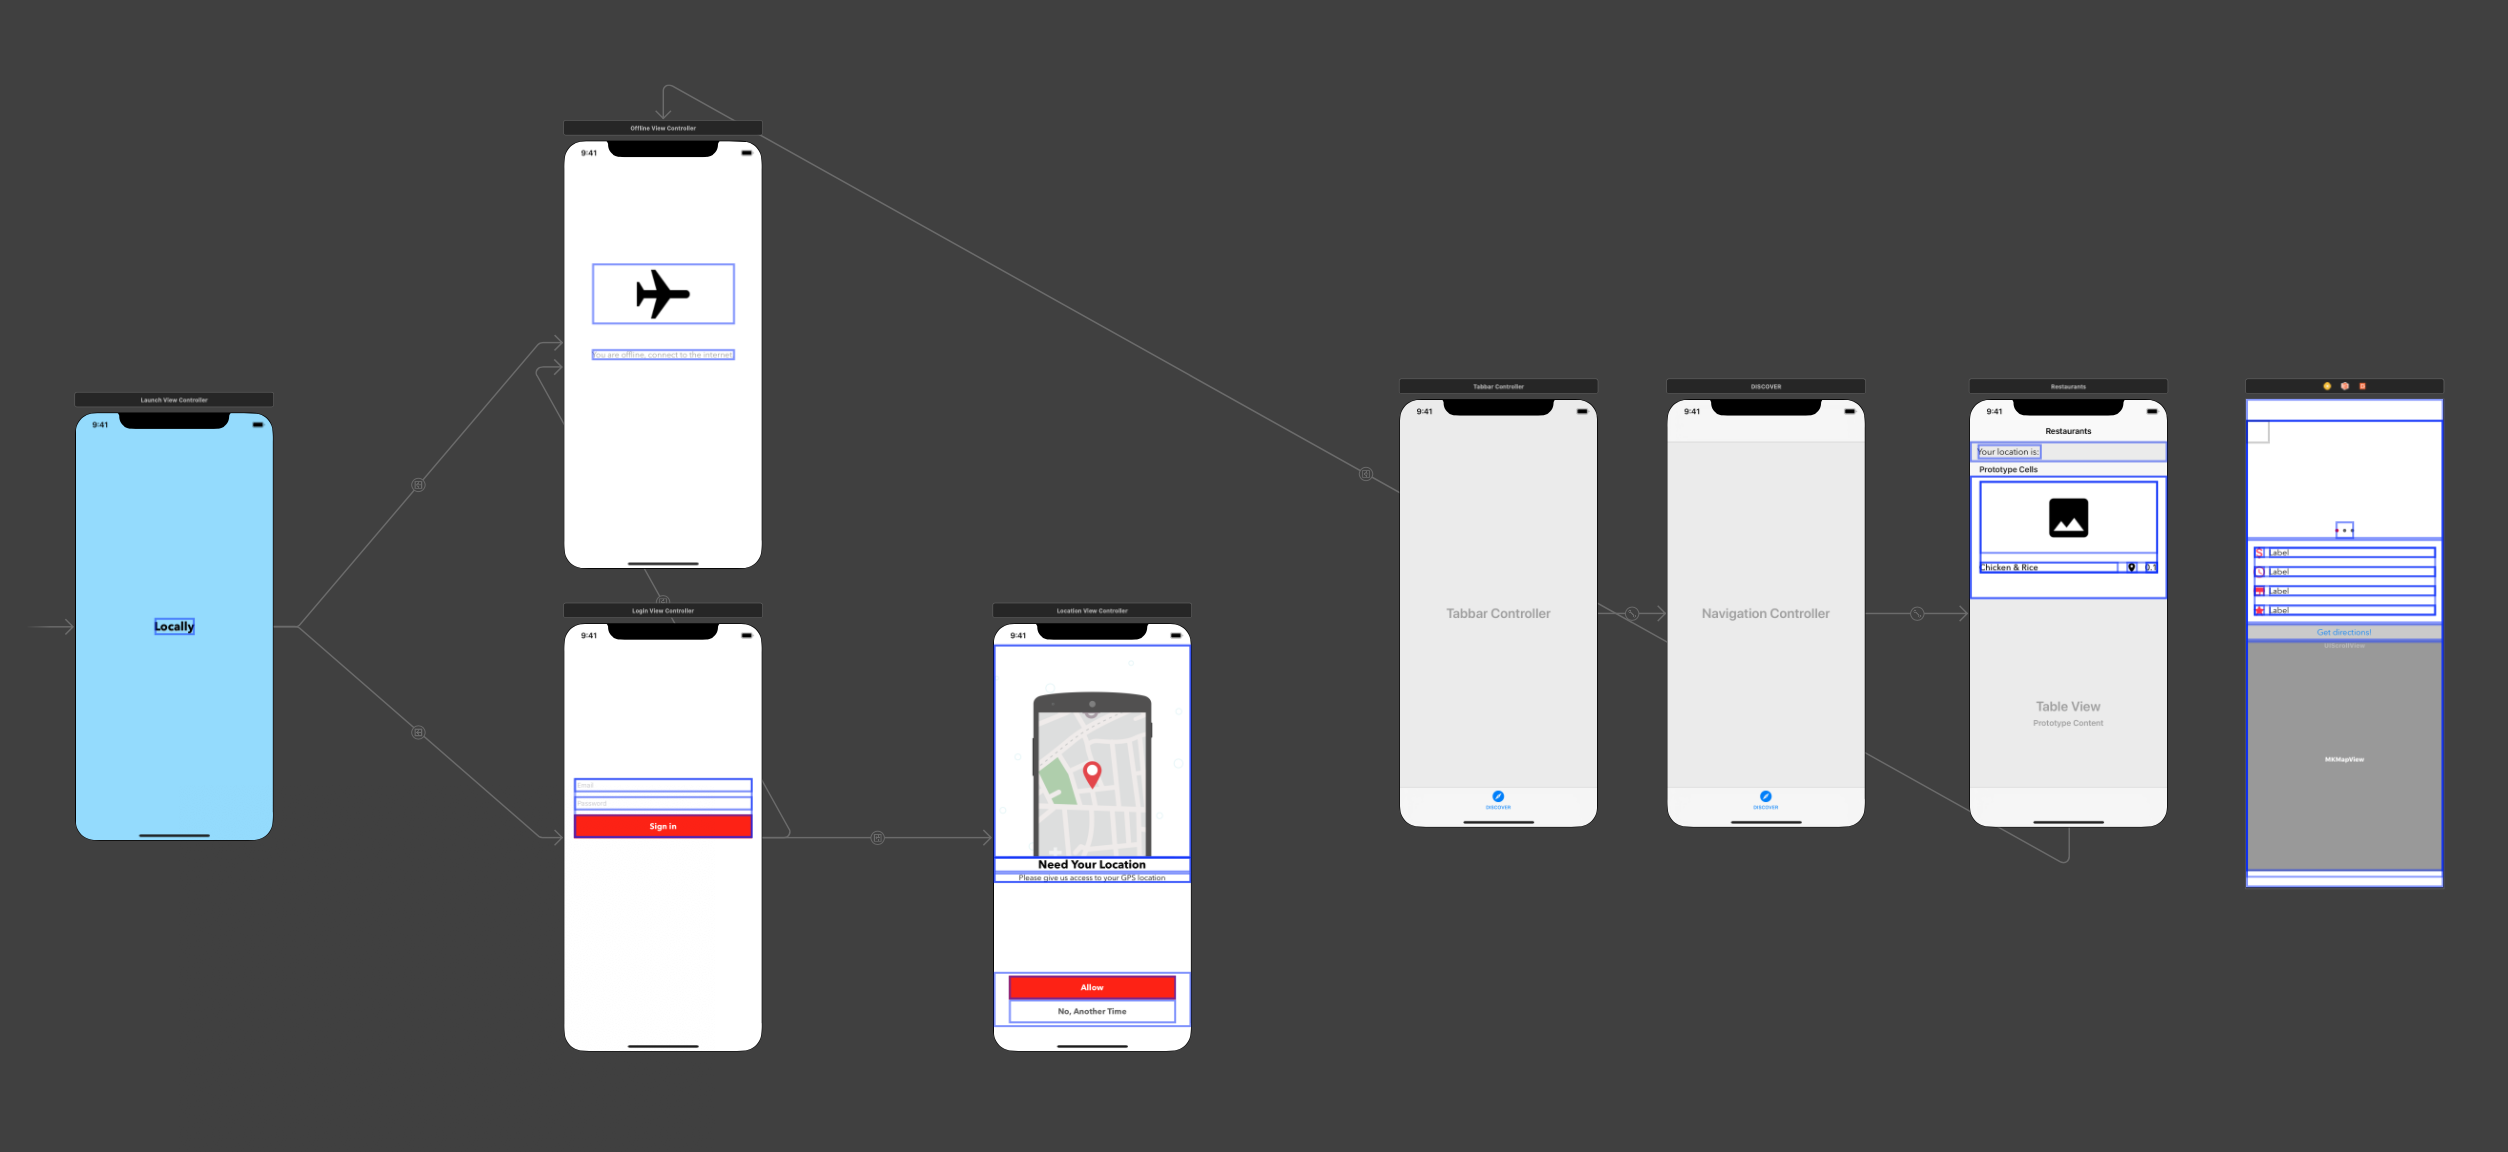 Launch View Controller
9:41
Locally
Offline View Controller
9:41
You are offline, connect to the internet
Login View Controller
9:41
Email
Password
Sign in
Location View Controller
9:41
Need Your Location
Please give us access to your GPS location
Allow
No, Another Time
Tabbar Controller
9:41
Tabbar Controller
DISCOVER
DISCOVER
9:41
Navigation Controller
DISCOVER
Restaurants
9:41
Restaurants
Your location is:
Prototype Cells
Chicken & Rice
Table View
Prototype Content
Label
Label
Label
Label
Get directions!
UIScrollView
MKMapView